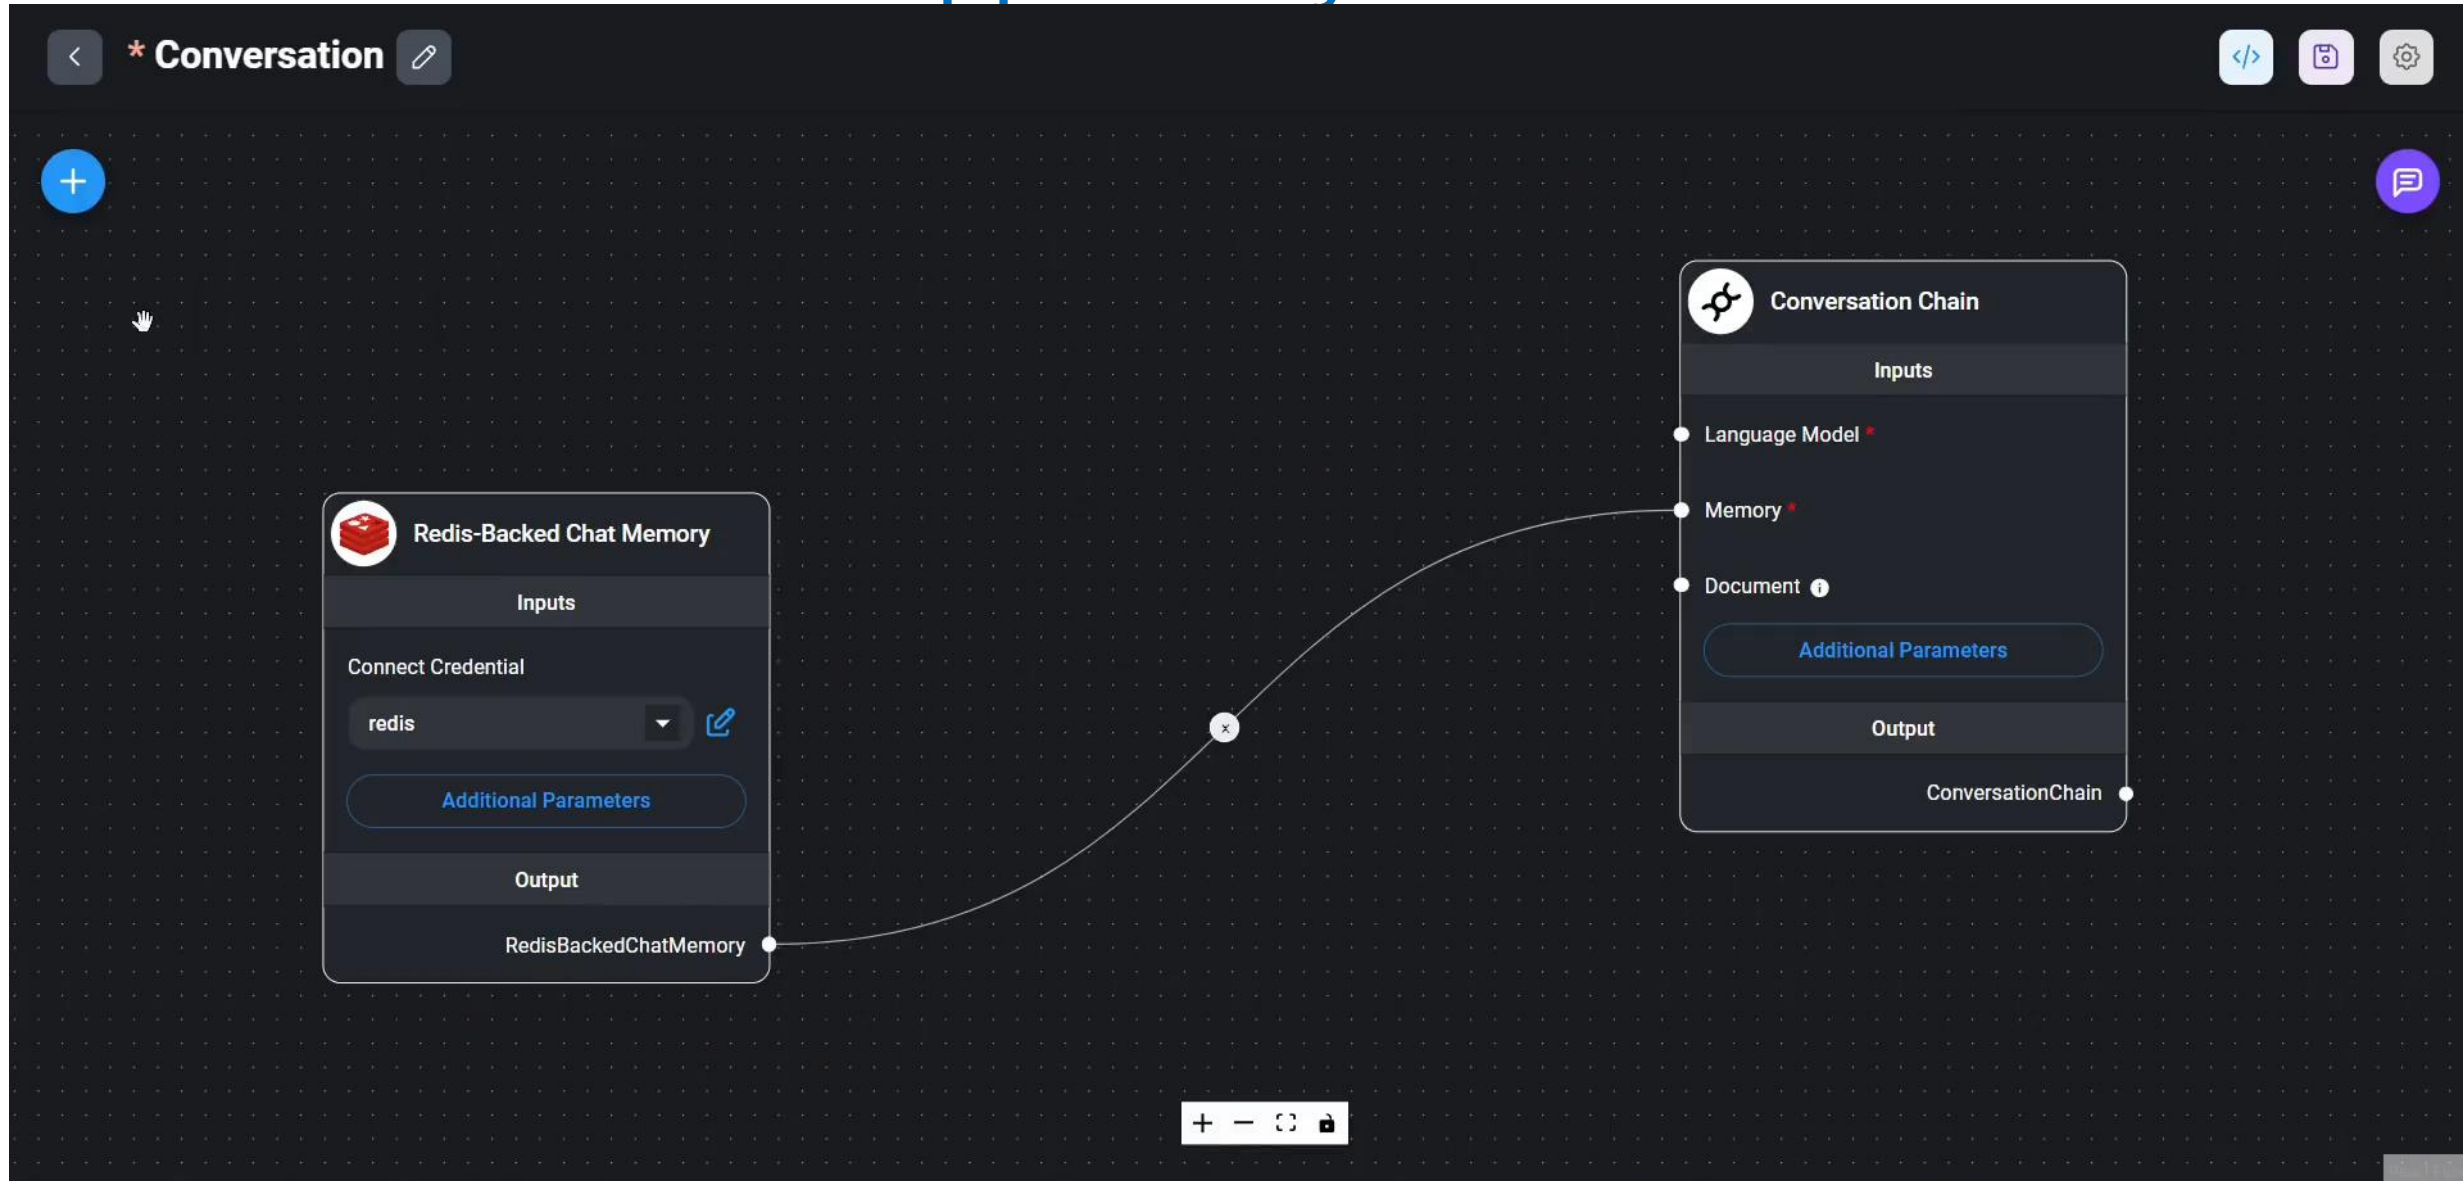 * Conversation
</>
Redis-Backed Chat Memory
Inputs
Connect Credential
redis
Additional Parameters
Output
RedisBackedChatMemory
x
Conversation Chain
Inputs
Language Model *
Memory *
Document i
Additional Parameters
Output
ConversationChain